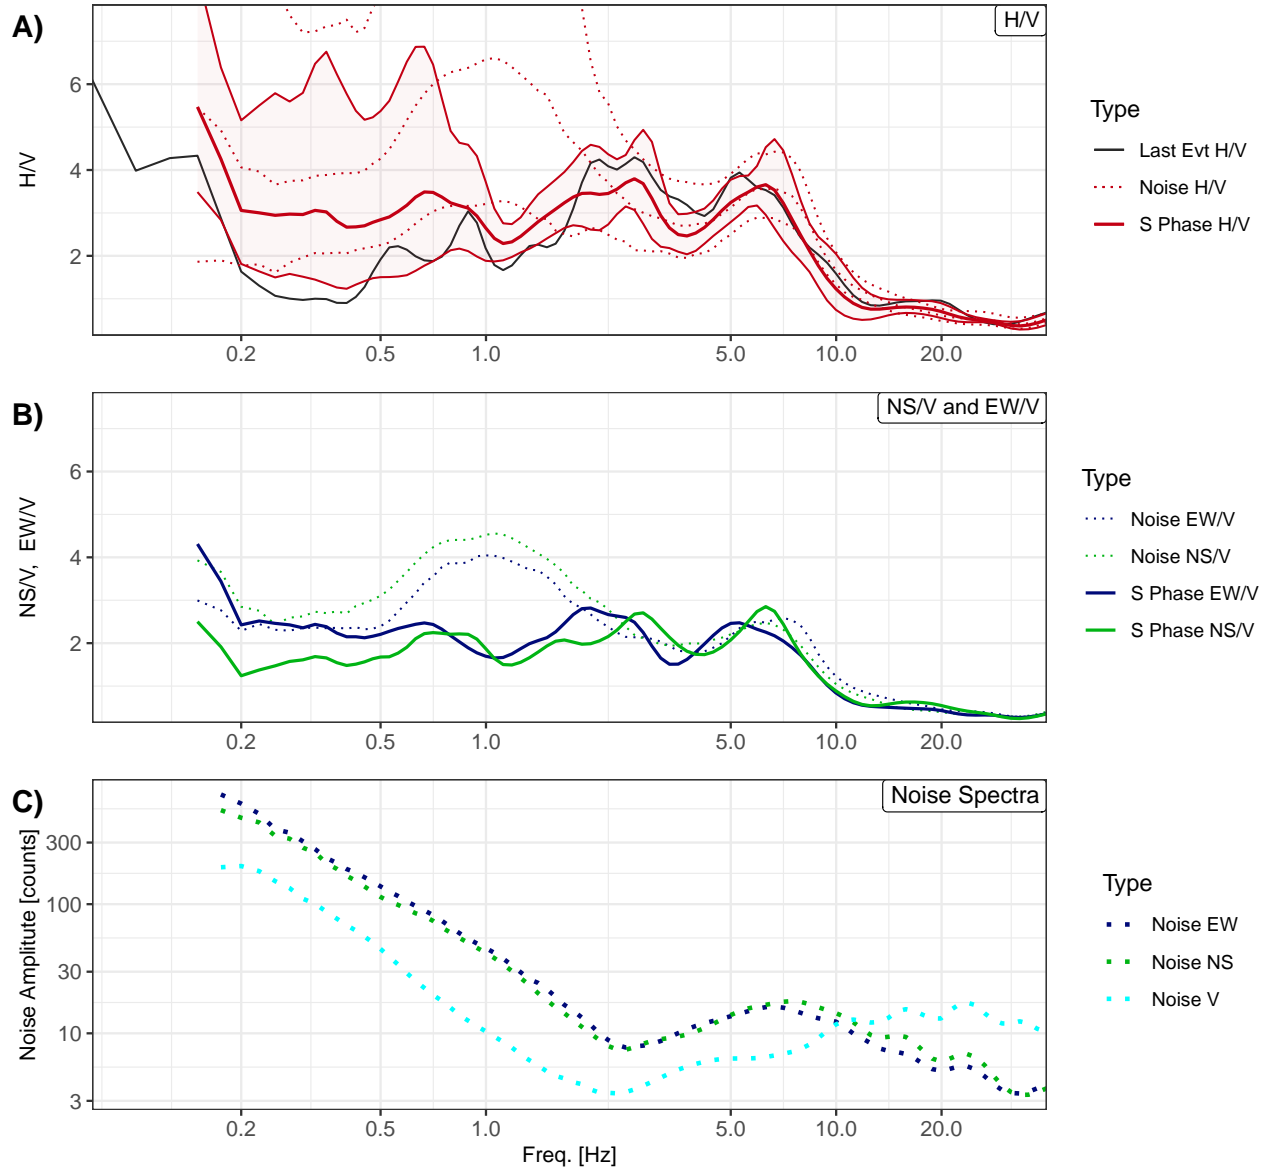 A)
H/V
6
4
2
H/V
0.2 0.5 1.0 5.0 10.0 20.0
Type
Last Evt H/V
Noise H/V
S Phase H/V
B)
NS/V and EW/V
6
4
2
NS/V, EW/V
0.2 0.5 1.0 5.0 10.0 20.0
Type
Noise EW/V
Noise NS/V
S Phase EW/V
S Phase NS/V
C)
Noise Spectra
300
100
30
10
3
Noise Amplitute [counts]
0.2 0.5 1.0 5.0 10.0 20.0
Freq. [Hz]
Type
Noise EW
Noise NS
Noise V